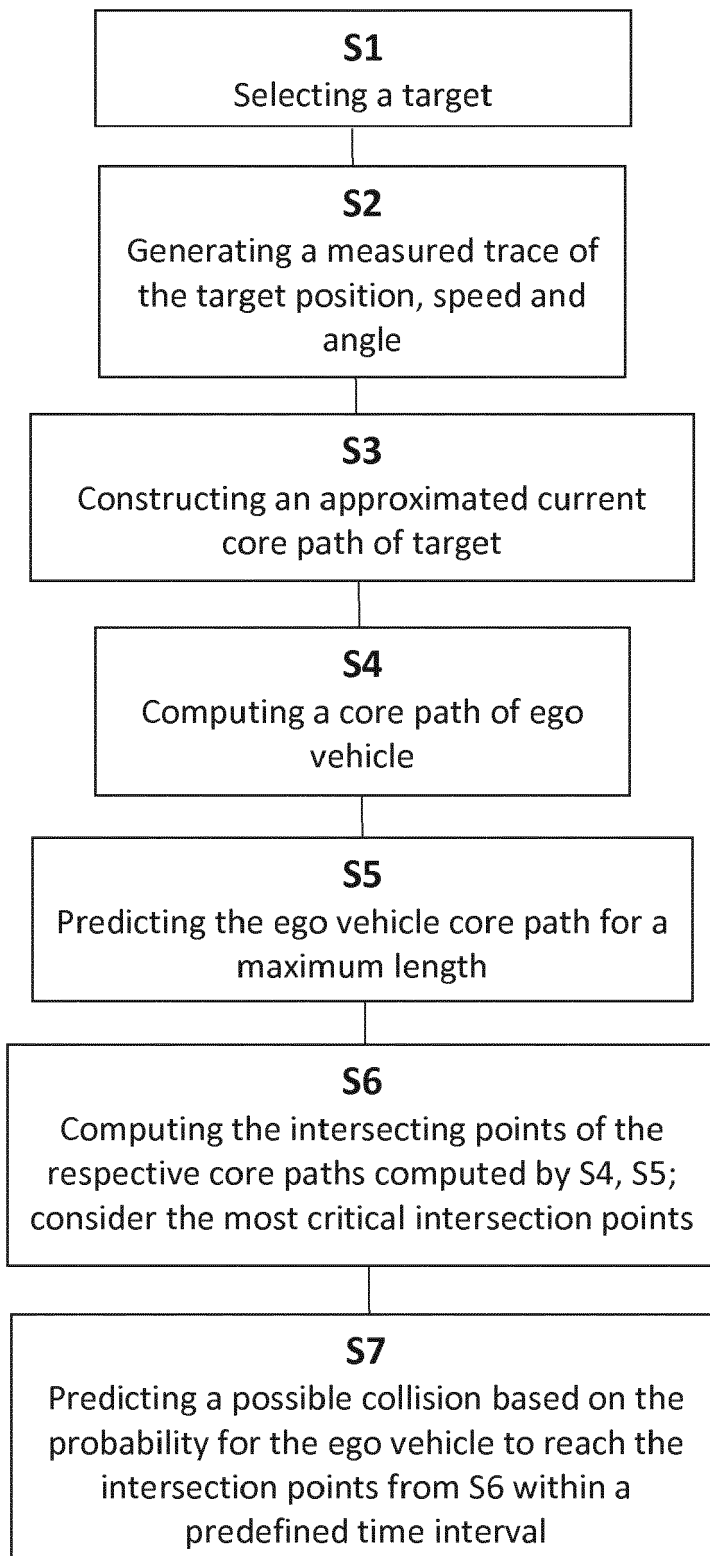 S1
Selecting a target
S2
Generating a measured trace of
the target position, speed and
angle
S3
Constructing an approximated current
core path of target
S4
Computing a core path of ego
vehicle
S5
Predicting the ego vehicle core path for a
maximum length
S6
Computing the intersecting points of the
respective core paths computed by S4, S5;
consider the most critical intersection points
S7
Predicting a possible collision based on the
probability for the ego vehicle to reach the
intersection points from S6 within a
predefined time interval